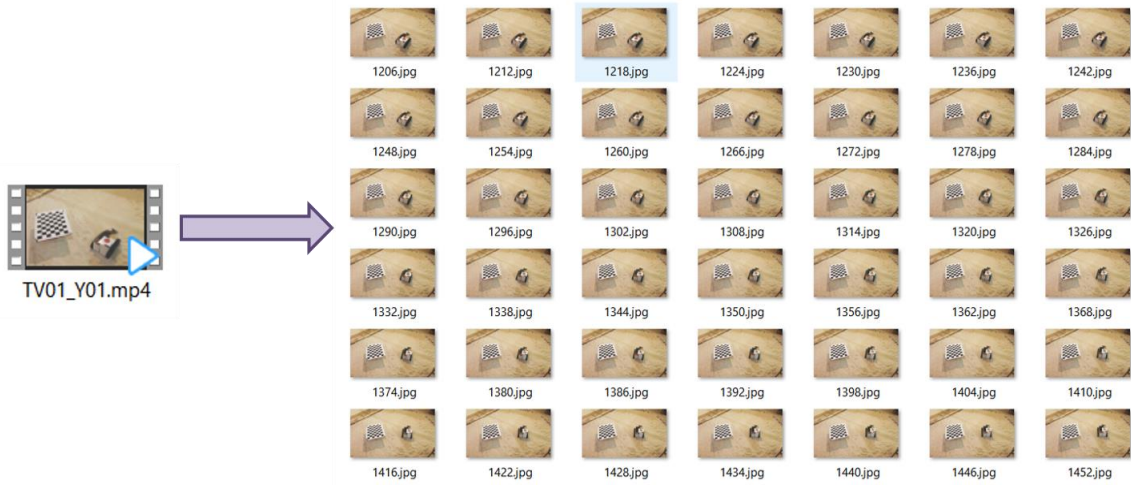 1206.jpg 1212.jpg 1218.jpg 1224.jpg 1230.jpg 1236.jpg 1242.jpg
1248.jpg 1254.jpg 1260.jpg 1266.jpg 1272.jpg 1278.jpg 1284.jpg
1290.jpg 1296.jpg 1302.jpg 1308.jpg 1314.jpg 1320.jpg 1326.jpg
TV01_Y01.mp4
1332.jpg 1338.jpg 1344.jpg 1350.jpg 1356.jpg 1362.jpg 1368.jpg
1374.jpg 1380.jpg 1386.jpg 1392.jpg 1398.jpg 1404.jpg 1410.jpg
1416.jpg 1422.jpg 1428.jpg 1434.jpg 1440.jpg 1446.jpg 1452.jpg